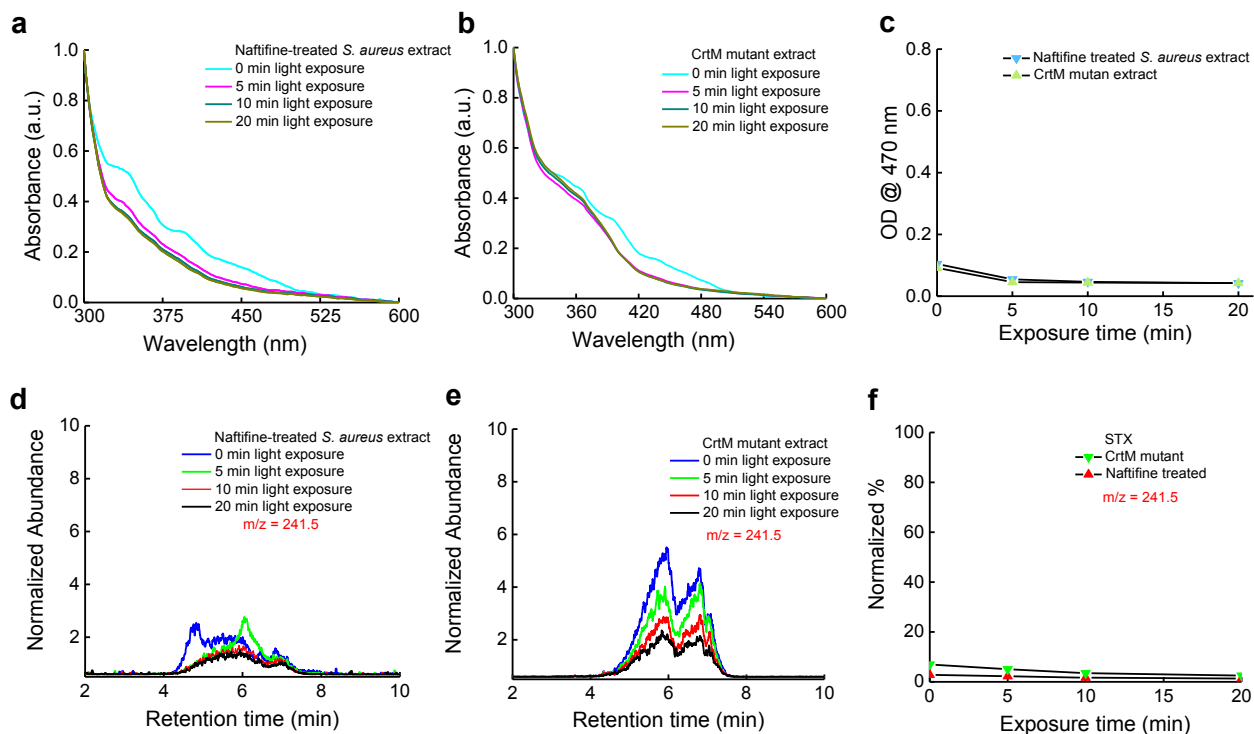 a
Absorbance (a.u.)
1.0
0.8
0.6
0.4
0.2
0.0
Naftifine-treated S. aureus extract
0 min light exposure
5 min light exposure
10 min light exposure
20 min light exposure
300 375 450 525 600
Wavelength (nm)
b
Absorbance (a.u.)
1.0
0.8
0.6
0.4
0.2
0.0
CrtM mutant extract
0 min light exposure
5 min light exposure
10 min light exposure
20 min light exposure
300 360 420 480 540 600
Wavelength (nm)
c
OD @ 470 nm
0.8
0.6
0.4
0.2
0.0
Naftifine treated S. aureus extract
CrtM mutan extract
0 5 10 15 20
Exposure time (min)
d
Normalized Abundance
10
8
6
4
2
Naftifine-treated S. aureus extract
0 min light exposure
5 min light exposure
10 min light exposure
20 min light exposure
m/z = 241.5
2 4 6 8 10
Retention time (min)
e
Normalized Abundance
10
8
6
4
2
CrtM mutant extract
0 min light exposure
5 min light exposure
10 min light exposure
20 min light exposure
m/z = 241.5
2 4 6 8 10
Retention time (min)
f
Normalized %
100
80
60
40
20
0
STX
CrtM mutant
Naftifine treated
m/z = 241.5
0 5 10 15 20
Exposure time (min)